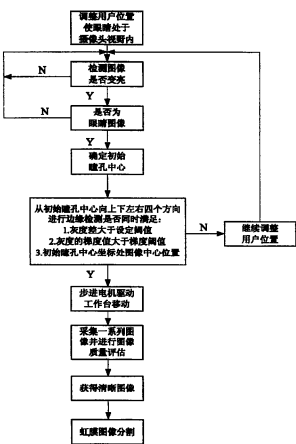 调整用户位置
使眼睛处于
摄像头视野内
N
检测图像
是否变亮
Y
N
是否为
眼睛图像
Y
确定初始
瞳孔中心
从初始瞳孔中心向上下左右四个方向
进行边缘检测是否同时满足:
1.灰度差大于设定阈值
2.灰度的梯度值大于梯度阈值
3.初始瞳孔中心坐标处图像中心位置
N
继续调整
用户位置
Y
步进电机驱动
工作台移动
采集一系列图
像并进行图像
质量评估
获得清晰图像
虹膜图像分割